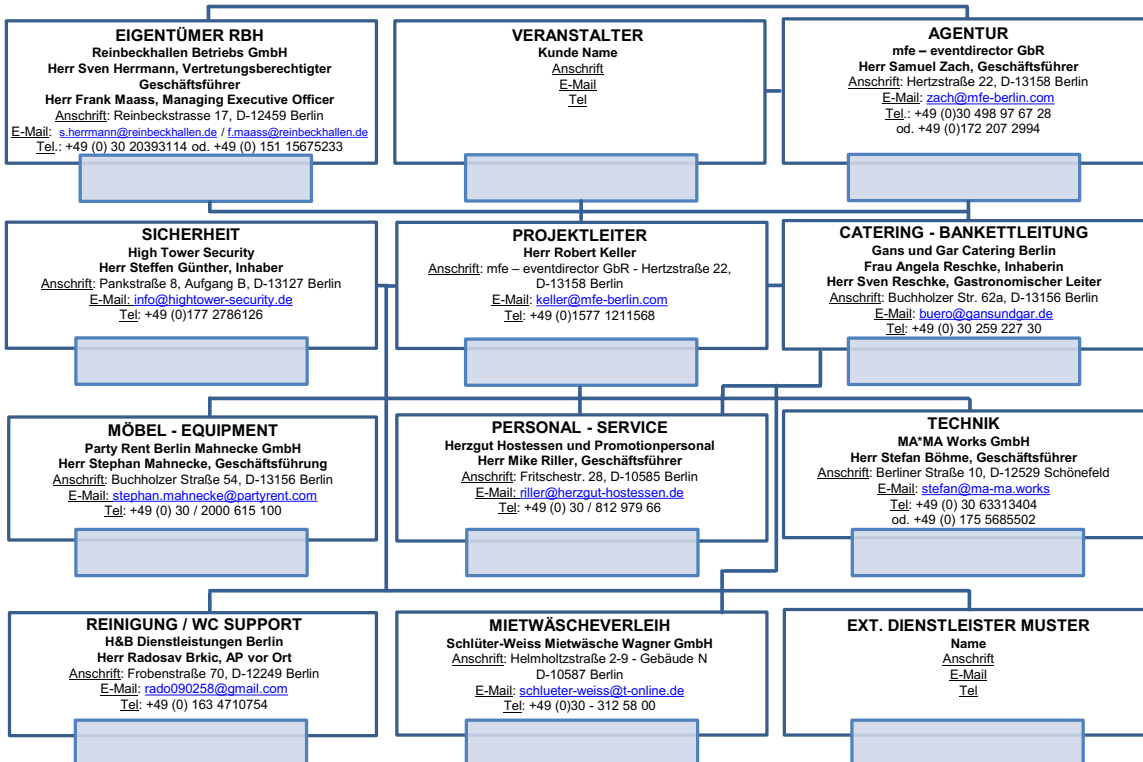 EIGENTÜMER RBH
Reinbeckhallen Betriebs GmbH
Herr Sven Herrmann, Vertretungsberechtigter
Geschäftsführer
Herr Frank Maass, Managing Executive Officer
Anschrift: Reinbeckstrasse 17, D-12459 Berlin
E-Mail: s.herrmann@reinbeckhallen.de / f.maass@reinbeckhallen.de
Tel.: +49 (0) 30 20393114 od. +49 (0) 151 15675233
VERANSTALTER
Kunde Name
Anschrift
E-Mail
Tel
AGENTUR
mfe – eventdirector GbR
Herr Samuel Zach, Geschäftsführer
Anschrift: Hertzstraße 22, D-13158 Berlin
E-Mail: zach@mfe-berlin.com
Tel.: +49 (0)30 498 97 67 28
od. +49 (0)172 207 2994
SICHERHEIT
High Tower Security
Herr Steffen Günther, Inhaber
Anschrift: Pankstraße 8, Aufgang B, D-13127 Berlin
E-Mail: info@hightower-security.de
Tel: +49 (0)177 2786126
PROJEKTLEITER
Herr Robert Keller
Anschrift: mfe – eventdirector GbR - Hertzstraße 22,
D-13158 Berlin
E-Mail: keller@mfe-berlin.com
Tel: +49 (0)1577 1211568
CATERING - BANKETTLEITUNG
Gans und Gar Catering Berlin
Frau Angela Reschke, Inhaberin
Herr Sven Reschke, Gastronomischer Leiter
Anschrift: Buchholzer Str. 62a, D-13156 Berlin
E-Mail: buero@gansundgar.de
Tel: +49 (0) 30 259 227 30
MÖBEL - EQUIPMENT
Party Rent Berlin Mahnecke GmbH
Herr Stephan Mahnecke, Geschäftsführung
Anschrift: Buchholzer Straße 54, D-13156 Berlin
E-Mail: stephan.mahnecke@partyrent.com
Tel: +49 (0) 30 / 2000 615 100
PERSONAL - SERVICE
Herzgut Hostessen und Promotionpersonal
Herr Mike Riller, Geschäftsführer
Anschrift: Fritschestr. 28, D-10585 Berlin
E-Mail: riller@herzgut-hostessen.de
Tel: +49 (0) 30 / 812 979 66
TECHNIK
MA*MA Works GmbH
Herr Stefan Böhme, Geschäftsführer
Anschrift: Berliner Straße 10, D-12529 Schönefeld
E-Mail: stefan@ma-ma.works
Tel: +49 (0) 30 63313404
od. +49 (0) 175 5685502
REINIGUNG / WC SUPPORT
H&B Dienstleistungen Berlin
Herr Radosav Brkic, AP vor Ort
Anschrift: Frobenstraße 70, D-12249 Berlin
E-Mail: rado090258@gmail.com
Tel: +49 (0) 163 4710754
MIETWÄSCHEVERLEIH
Schlüter-Weiss Mietwäsche Wagner GmbH
Anschrift: Helmholtzstraße 2-9 - Gebäude N
D-10587 Berlin
E-Mail: schlueter-weiss@t-online.de
Tel: +49 (0)30 - 312 58 00
EXT. DIENSTLEISTER MUSTER
Name
Anschrift
E-Mail
Tel